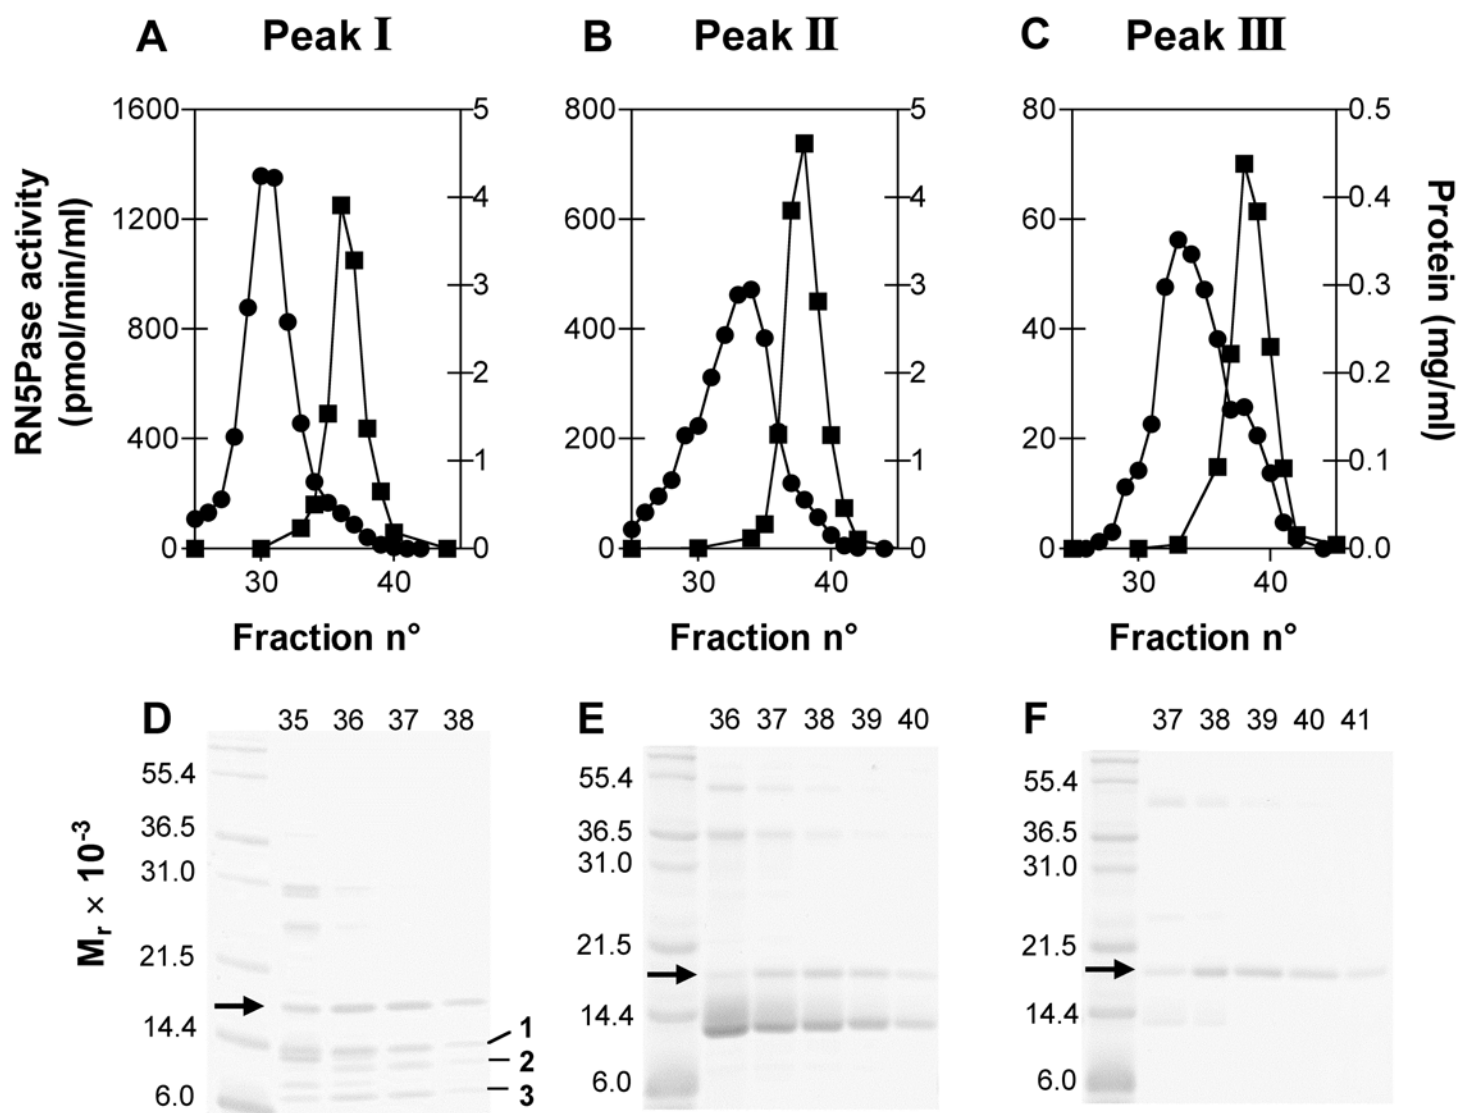 A Peak I B Peak II C Peak III
1600 5 800 5 80 0.5
4 4 0.4
1200 600 60
3 3 0.3
800 400 40
2 2 0.2
400 200 20
1 1 0.1
0 0 0 0 0 0.0
30 40 30 40 30 40
Fraction n° Fraction n° Fraction n°
RN5Pase activity
(pmol/min/ml)
Protein (mg/ml)
D 35 36 37 38
55.4
36.5
31.0
21.5
14.4
6.0
1
2
3
Mr × 10-3
E 36 37 38 39 40
55.4
36.5
31.0
21.5
14.4
6.0
F 37 38 39 40 41
55.4
36.5
31.0
21.5
14.4
6.0